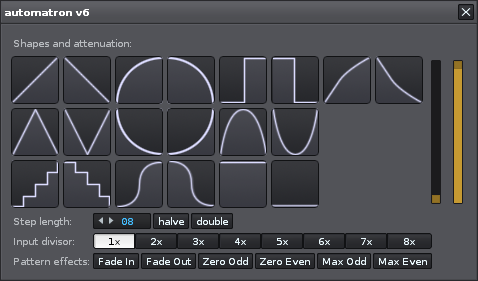 automatron v6
Shapes and attenuation:
Step length: 08 halve double
Input divisor: 1x 2x 3x 4x 5x 6x 7x 8x
Pattern effects: Fade In Fade Out Zero Odd Zero Even Max Odd Max Even